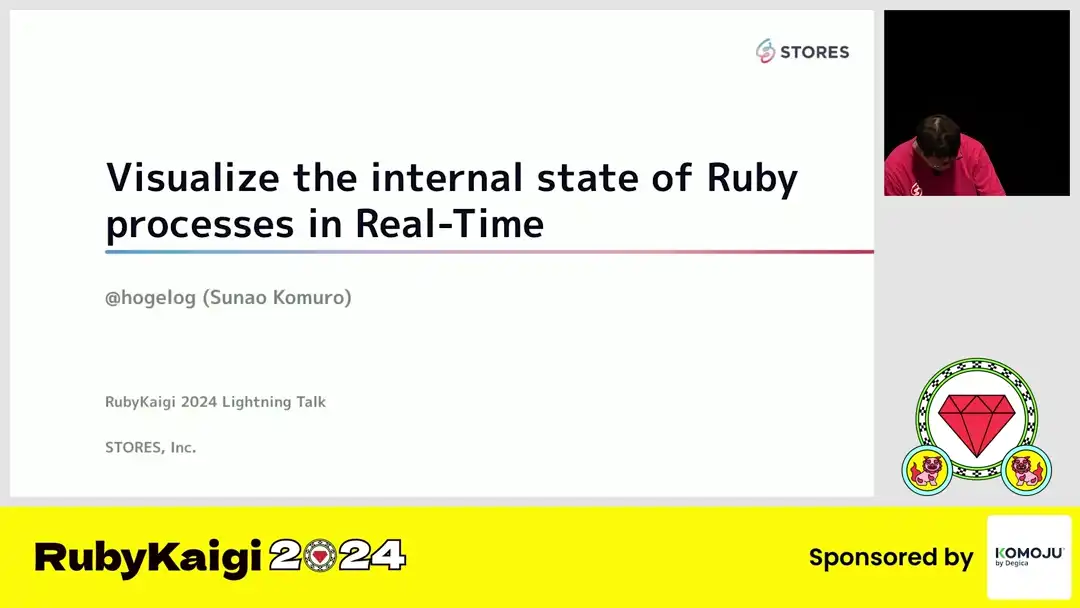 STORES
Visualize the internal state of Ruby
processes in Real-Time
@hogelog (Sunao Komuro)
RubyKaigi 2024 Lightning Talk
STORES, Inc.
RubyKaigi 2024
Sponsored by
KOMOJU
by Degica